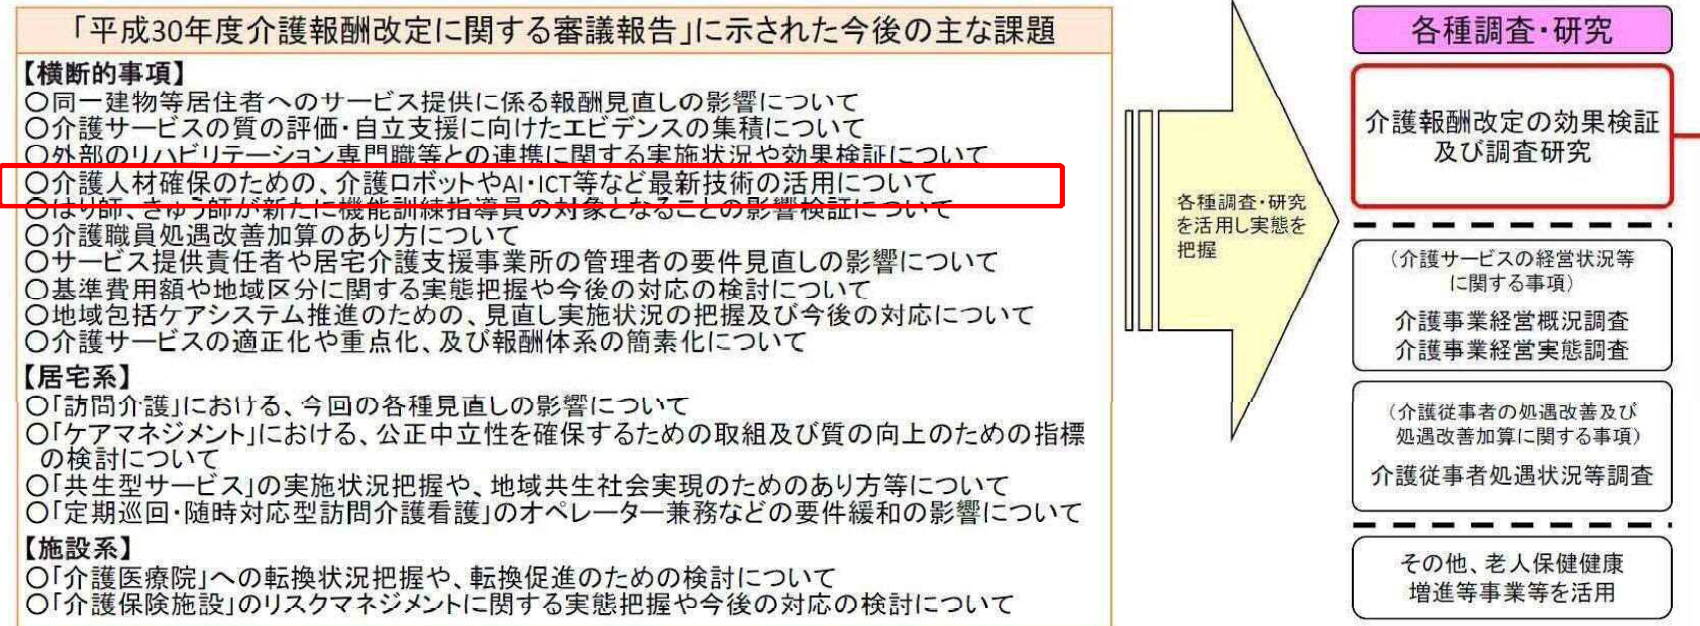 「平成30年度介護報酬改定に関する審議報告」に示された今後の主な課題
【横断的事項】
○同一建物等居住者へのサービス提供に係る報酬見直しの影響について
○介護サービスの質の評価・自立支援に向けたエビデンスの集積について
○外部のリハビリテーション専門職等との連携に関する実施状況や効果検証について
○介護人材確保のための、介護ロボットやAI・ICT等など最新技術の活用について
○はり師、きゅう師が新たに機能訓練指導員の対象となることの影響検証について
○介護職員処遇改善加算のあり方について
○サービス提供責任者や居宅介護支援事業所の管理者の要件見直しの影響について
○基準費用額や地域区分に関する実態把握や今後の対応の検討について
○地域包括ケアシステム推進のための、見直し実施状況の把握及び今後の対応について
○介護サービスの適正化や重点化、及び報酬体系の簡素化について
【居宅系】
○「訪問介護」における、今回の各種見直しの影響について
○「ケアマネジメント」における、公正中立性を確保するための取組及び質の向上のための指標
の検討について
○「共生型サービス」の実施状況把握や、地域共生社会実現のためのあり方等について
○「定期巡回・随時対応型訪問介護看護」のオペレーター兼務などの要件緩和の影響について
【施設系】
○「介護医療院」への転換状況把握や、転換促進のための検討について
○「介護保険施設」のリスクマネジメントに関する実態把握や今後の対応の検討について
各種調査・研究
を活用し実態を
把握
各種調査・研究
介護報酬改定の効果検証
及び調査研究
（介護サービスの経営状況等
に関する事項）
介護事業経営概況調査
介護事業経営実態調査
（介護従事者の処遇改善及び
処遇改善加算に関する事項）
介護従事者処遇状況等調査
その他、老人保健健康
増進等事業等を活用